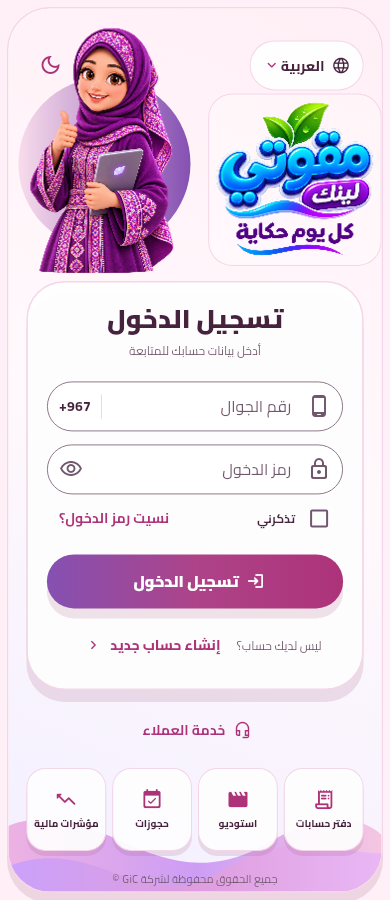 العربية
مقوتي
لينك
كل يوم حكاية
تسجيل الدخول
أدخل بيانات حسابك للمتابعة
رقم الجوال
+967
رمز الدخول
تذكرني
نسيت رمز الدخول؟
تسجيل الدخول
ليس لديك حساب؟ إنشاء حساب جديد
خدمة العملاء
دفتر حسابات
استوديو
حجوزات
مؤشرات مالية
جميع الحقوق محفوظة لشركة GiC ©